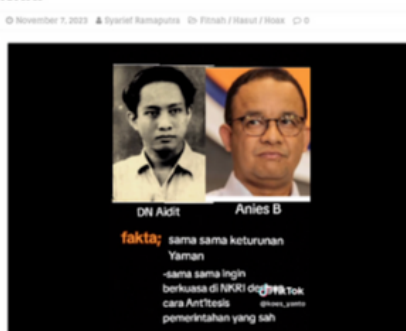 November 7, 2023 Syarief Ramaputra Fitnah / Hasut / Hoax 0
DN Aidit
Anies B
fakta; sama sama keturunan
Yaman
-sama sama ingin
berkuasa di NKRI
TikTok
cara Ant'itesis
@koes_yanto
pemerintahan yang sah